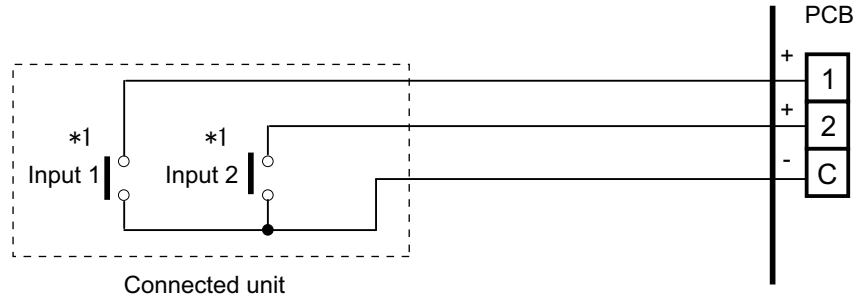 PCB
+
1
+
2
-
C
*1
Input 1
*1
Input 2
Connected unit